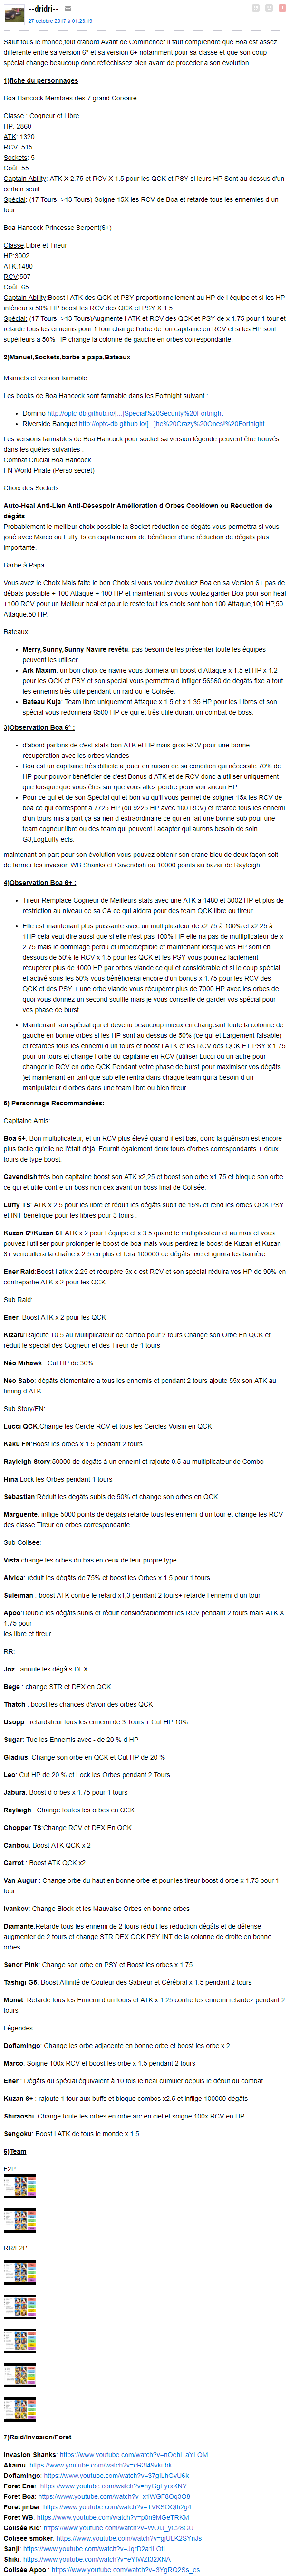 --dridri--
27 octobre 2017 à 01:23:19
Salut tous le monde,tout d'abord Avant de Commencer il faut comprendre que Boa est assez
différente entre sa version 6* et sa version 6+ notamment pour sa classe et que son coup
spécial change beaucoup donc réfléchissez bien avant de procéder a son évolution
1)fiche du personnages
Boa Hancock Membres des 7 grand Corsaire
Classe : Cogneur et Libre
HP: 2860
ATK: 1320
RCV: 515
Sockets: 5
Coût: 55
Captain Ability: ATK X 2.75 et RCV X 1.5 pour les QCK et PSY si leurs HP Sont au dessus d'un
certain seuil
Spécial: (17 Tours=>13 Tours) Soigne 15X les RCV de Boa et retarde tous les ennemies d un
tour
Boa Hancock Princesse Serpent(6+)
Classe:Libre et Tireur
HP:3002
ATK:1480
RCV:507
Coût: 65
Captain Ability:Boost l ATK des QCK et PSY proportionnellement au HP de l équipe et si les HP
inférieur a 50% HP boost les RCV des QCK et PSY X 1.5
Spécial: (17 Tours=>13 Tours)Augmente l ATK et RCV des QCK et PSY de x 1.75 pour 1 tour et
retarde tous les ennemis pour 1 tour change l'orbe de ton capitaine en RCV et si les HP sont
supérieurs a 50% HP change la colonne de gauche en orbes correspondante.
2)Manuel,Sockets,barbe a papa,Bateaux
Manuels et version farmable:
Les books de Boa Hancock sont farmable dans les Fortnight suivant :
Domino http://optc-db.github.io/[...]Special%20Security%20Fortnight
Riverside Banquet http://optc-db.github.io/[...]he%20Crazy%20Ones!%20Fortnight
Les versions farmables de Boa Hancock pour socket sa version légende peuvent être trouvés
dans les quêtes suivantes :
Combat Crucial Boa Hancock
FN World Pirate (Perso secret)
Choix des Sockets :
Auto-Heal Anti-Lien Anti-Désespoir Amélioration d Orbes Cooldown ou Réduction de
dégâts
Probablement le meilleur choix possible la Socket réduction de dégâts vous permettra si vous
joué avec Marco ou Luffy Ts en capitaine ami de bénéficier d'une réduction de dégats plus
importante.
Barbe à Papa:
Vous avez le Choix Mais faite le bon Choix si vous voulez évoluez Boa en sa Version 6+ pas de
débats possible + 100 Attaque + 100 HP et maintenant si vous voulez garder Boa pour son heal
+100 RCV pour un Meilleur heal et pour le reste tout les choix sont bon 100 Attaque,100 HP,50
Attaque,50 HP.
Bateaux:
Merry,Sunny,Sunny Navire revêtu: pas besoin de les présenter toute les équipes
peuvent les utiliser.
Ark Maxim: un bon choix ce navire vous donnera un boost d Attaque x 1.5 et HP x 1.2
pour les QCK et PSY et son spécial vous permettra d infliger 56560 de dégâts fixe a tout
les ennemis très utile pendant un raid ou le Colisée.
Bateau Kuja: Team libre uniquement Attaque x 1.5 et x 1.35 HP pour les Libres et son
spécial vous redonnera 6500 HP ce qui et très utile durant un combat de boss.
3)Observation Boa 6* :
d'abord parlons de c'est stats bon ATK et HP mais gros RCV pour une bonne
récupération avec les orbes viandes
Boa est un capitaine très difficile a jouer en raison de sa condition qui nécessite 70% de
HP pour pouvoir bénéficier de c'est Bonus d ATK et de RCV donc a utiliser uniquement
que lorsque que vous êtes sur que vous allez perdre peux voir aucun HP
Pour ce qui et de son Spécial qui et bon vu qu'il vous permet de soigner 15x les RCV de
boa ce qui correspont a 7725 HP (ou 9225 HP avec 100 RCV) et retarde tous les ennemi
d'un tours mis à part ça sa rien d éxtraordinaire ce qui en fait une bonne sub pour une
team cogneur,libre ou des team qui peuvent l adapter qui aurons besoin de soin
G3,LogLuffy ects.
maintenant on part pour son évolution vous pouvez obtenir son crane bleu de deux façon soit
de farmer les invasion WB Shanks et Cavendish ou 10000 points au bazar de Rayleigh.
4)Observation Boa 6+ :
Tireur Remplace Cogneur de Meilleurs stats avec une ATK à 1480 et 3002 HP et plus de
restriction au niveau de sa CA ce qui aidera pour des team QCK libre ou tireur
Elle est maintenant plus puissante avec un multiplicateur de x2.75 à 100% et x2.25 à
1HP cela veut dire aussi que si elle n'est pas 100% HP elle na pas de multiplicateur de x
2.75 mais le dommage perdu et imperceptible et maintenant lorsque vos HP sont en
dessous de 50% le RCV x 1.5 pour les QCK et les PSY vous pourrez facilement
récupérer plus de 4000 HP par orbes viande ce qui et considérable et si le coup spécial
et activé sous les 50% vous bénéficierai encore d'un bonus x 1.75 pour les RCV des
QCK et des PSY + une orbe viande vous récupérer plus de 7000 HP avec les orbes de
quoi vous donnez un second souffle mais je vous conseille de garder vos spécial pour
vos phase de burst. .
Maintenant son spécial qui et devenu beaucoup mieux en changeant toute la colonne de
gauche en bonne orbes si les HP sont au dessus de 50% (ce qui et Largement faisable)
et retardes tous les ennemi d un tours et boost l ATK et les RCV des QCK ET PSY x 1.75
pour un tours et change l orbe du capitaine en RCV (utiliser Lucci ou un autre pour
changer le RCV en orbe QCK Pendant votre phase de burst pour maximiser vos dégâts
)et maintenant en tant que sub elle rentra dans chaque team qui a besoin d un
manipulateur d orbes dans une team libre ou bien tireur .
5) Personnage Recommandées:
Capitaine Amis:
Boa 6+: Bon multiplicateur, et un RCV plus élevé quand il est bas, donc la guérison est encore
plus facile qu'elle ne l'était déjà. Fournit également deux tours d'orbes correspondants + deux
tours de type boost.
Cavendish:très bon capitaine boost son ATK x2,25 et boost son orbe x1,75 et bloque son orbe
ce qui et utile contre un boss non dex avant un boss final de Colisée.
Luffy TS: ATK x 2.5 pour les libre et réduit les dégâts subit de 15% et rend les orbes QCK PSY
et INT bénéfique pour les libres pour 3 tours .
Kuzan 6*/Kuzan 6+:ATK x 2 pour l équipe et x 3.5 quand le multiplicateur et au max et vous
pouvez l'utiliser pour prolonger le boost de boa mais vous perdrez le boost de Kuzan et Kuzan
6+ verrouillera la chaîne x 2.5 en plus et fera 100000 de dégâts fixe et ignora les barrière
Ener Raid:Boost l atk x 2.25 et récupère 5x c est RCV et son spécial réduira vos HP de 90% en
contrepartie ATK x 2 pour les QCK
Sub Raid:
Ener: Boost ATK x 2 pour les QCK
Kizaru:Rajoute +0.5 au Multiplicateur de combo pour 2 tours Change son Orbe En QCK et
réduit le spécial des Cogneur et des Tireur de 1 tours
Néo Mihawk : Cut HP de 30%
Néo Sabo: dégâts élémentaire a tous les ennemis et pendant 2 tours ajoute 55x son ATK au
timing d ATK
Sub Story/FN:
Lucci QCK:Change les Cercle RCV et tous les Cercles Voisin en QCK
Kaku FN:Boost les orbes x 1.5 pendant 2 tours
Rayleigh Story:50000 de dégâts à un ennemi et rajoute 0.5 au multiplicateur de Combo
Hina:Lock les Orbes pendant 1 tours
Sébastian:Réduit les dégâts subis de 50% et change son orbes en QCK
Marguerite: inflige 5000 points de dégâts retarde tous les ennemi d un tour et change les RCV
des classe Tireur en orbes correspondante
Sub Colisée:
Vista:change les orbes du bas en ceux de leur propre type
Alvida: réduit les dégâts de 75% et boost les Orbes x 1.5 pour 1 tours
Suleiman : boost ATK contre le retard x1,3 pendant 2 tours+ retarde l ennemi d un tour
Apoo:Double les dégâts subis et réduit considérablement les RCV pendant 2 tours mais ATK X
1.75 pour
les libre et tireur
RR:
Joz : annule les dégâts DEX
Bege : change STR et DEX en QCK
Thatch : boost les chances d'avoir des orbes QCK
Usopp : retardateur tous les ennemi de 3 Tours + Cut HP 10%
Sugar: Tue les Ennemis avec - de 20 % d HP
Gladius: Change son orbe en QCK et Cut HP de 20 %
Leo: Cut HP de 20 % et Lock les Orbes pendant 2 Tours
Jabura: Boost d orbes x 1.75 pour 1 tours
Rayleigh : Change toutes les orbes en QCK
Chopper TS:Change RCV et DEX En QCK
Caribou: Boost ATK QCK x 2
Carrot : Boost ATK QCK x2
Van Augur : Change orbe du haut en bonne orbe et pour les tireur boost d orbe x 1.75 pour 1
tour
Ivankov: Change Block et les Mauvaise Orbes en bonne orbes
Diamante:Retarde tous les ennemi de 2 tours réduit les réduction dégâts et de défense
augmenter de 2 tours et change STR DEX QCK PSY INT de la colonne de droite en bonne
orbes
Senor Pink: Change son orbe en PSY et Boost les orbes x 1.75
Tashigi G5: Boost Affinité de Couleur des Sabreur et Cérébral x 1.5 pendant 2 tours
Monet: Retarde tous les Ennemi d un tours et ATK x 1.25 contre les ennemi retardez pendant 2
tours
Légendes:
Doflamingo: Change les orbe adjacente en bonne orbe et boost les orbe x 2
Marco: Soigne 100x RCV et boost les orbe x 1.5 pendant 2 tours
Ener : Dégâts du spécial équivalent à 10 fois le heal cumuler depuis le début du combat
Kuzan 6+ : rajoute 1 tour aux buffs et bloque combos x2.5 et inflige 100000 dégâts
Shiraoshi: Change toute les orbes en orbe arc en ciel et soigne 100x RCV en HP
Sengoku: Boost l ATK de tous le monde x 1.5
6)Team
F2P:
RR/F2P
7)Raid/Invasion/Foret
Invasion Shanks: https://www.youtube.com/watch?v=nOehi_aYLQM
Akainu: https://www.youtube.com/watch?v=cR3l49vkubk
Doflamingo: https://www.youtube.com/watch?v=37giLhGvU6k
Foret Ener: https://www.youtube.com/watch?v=hyGgFyrxKNY
Foret Boa: https://www.youtube.com/watch?v=x1WGF8Oq3O8
Foret jinbei: https://www.youtube.com/watch?v=TVKSOQlh2g4
Foret WB: https://www.youtube.com/watch?v=p0n9MGeTRKM
Colisée Kid: https://www.youtube.com/watch?v=WOlJ_yC28GU
Colisée smoker: https://www.youtube.com/watch?v=gjlJLK2SYnJs
Sanji: https://www.youtube.com/watch?v=JqrD2a1LOtI
Shiki: https://www.youtube.com/watch?v=eYfWZt32XNA
Colisée Apoo : https://www.youtube.com/watch?v=3YgRQ2Ss_es